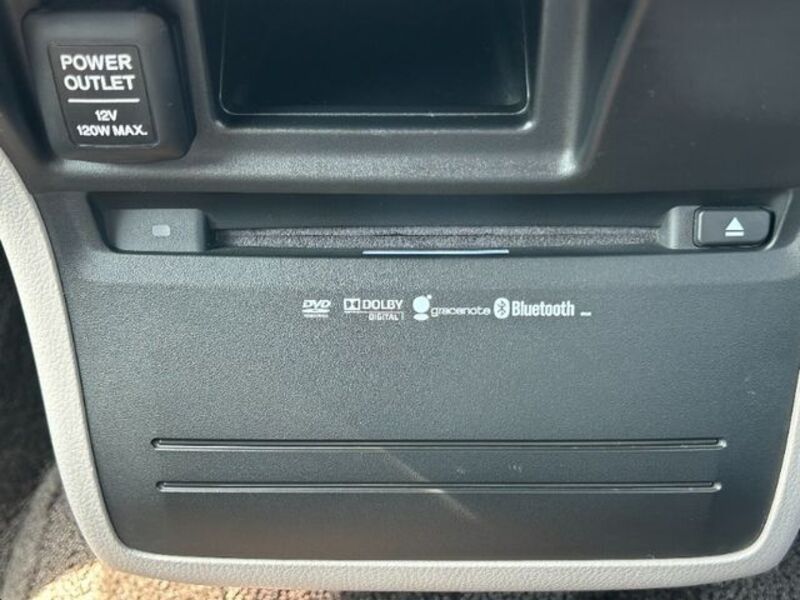 POWER
OUTLET
12V
120W MAX.
DVD
DOLBY
DIGITAL
gracenote
Bluetooth